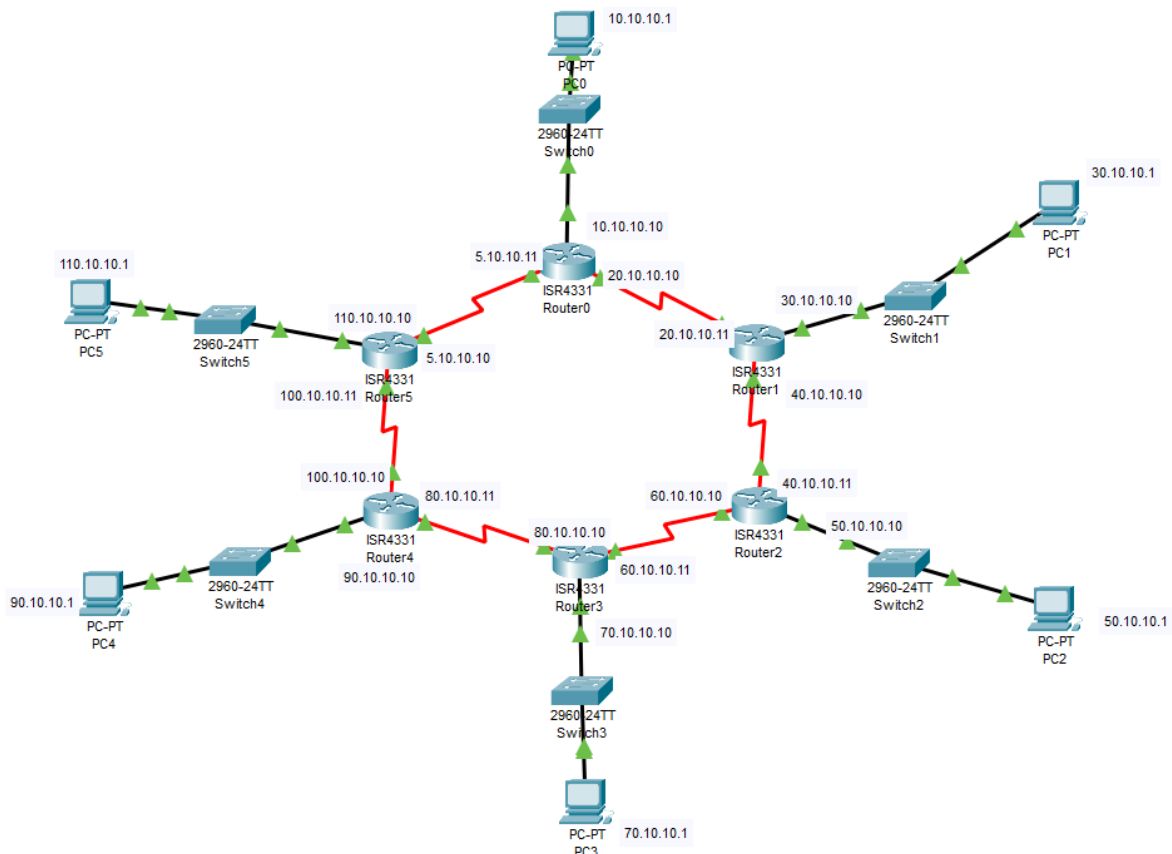 10.10.10.1
PC-PT
PC0
2960-24TT
Switch0
30.10.10.1
PC-PT
PC1
10.10.10.10
5.10.10.11
20.10.10.10
ISR4331
Router0
110.10.10.1
PC-PT
PC5
2960-24TT
Switch5
110.10.10.10
5.10.10.10
ISR4331
Router5
100.10.10.11
30.10.10.10
2960-24TT
Switch1
20.10.10.11
ISR4331
Router1
40.10.10.10
100.10.10.10
80.10.10.11
ISR4331
Router4
90.10.10.10
60.10.10.10
40.10.10.11
ISR4331
Router2
50.10.10.10
80.10.10.10
60.10.10.11
ISR4331
Router3
70.10.10.10
90.10.10.1
PC-PT
PC4
2960-24TT
Switch4
2960-24TT
Switch2
50.10.10.1
PC-PT
PC2
2960-24TT
Switch3
70.10.10.1
PC-PT
PC3